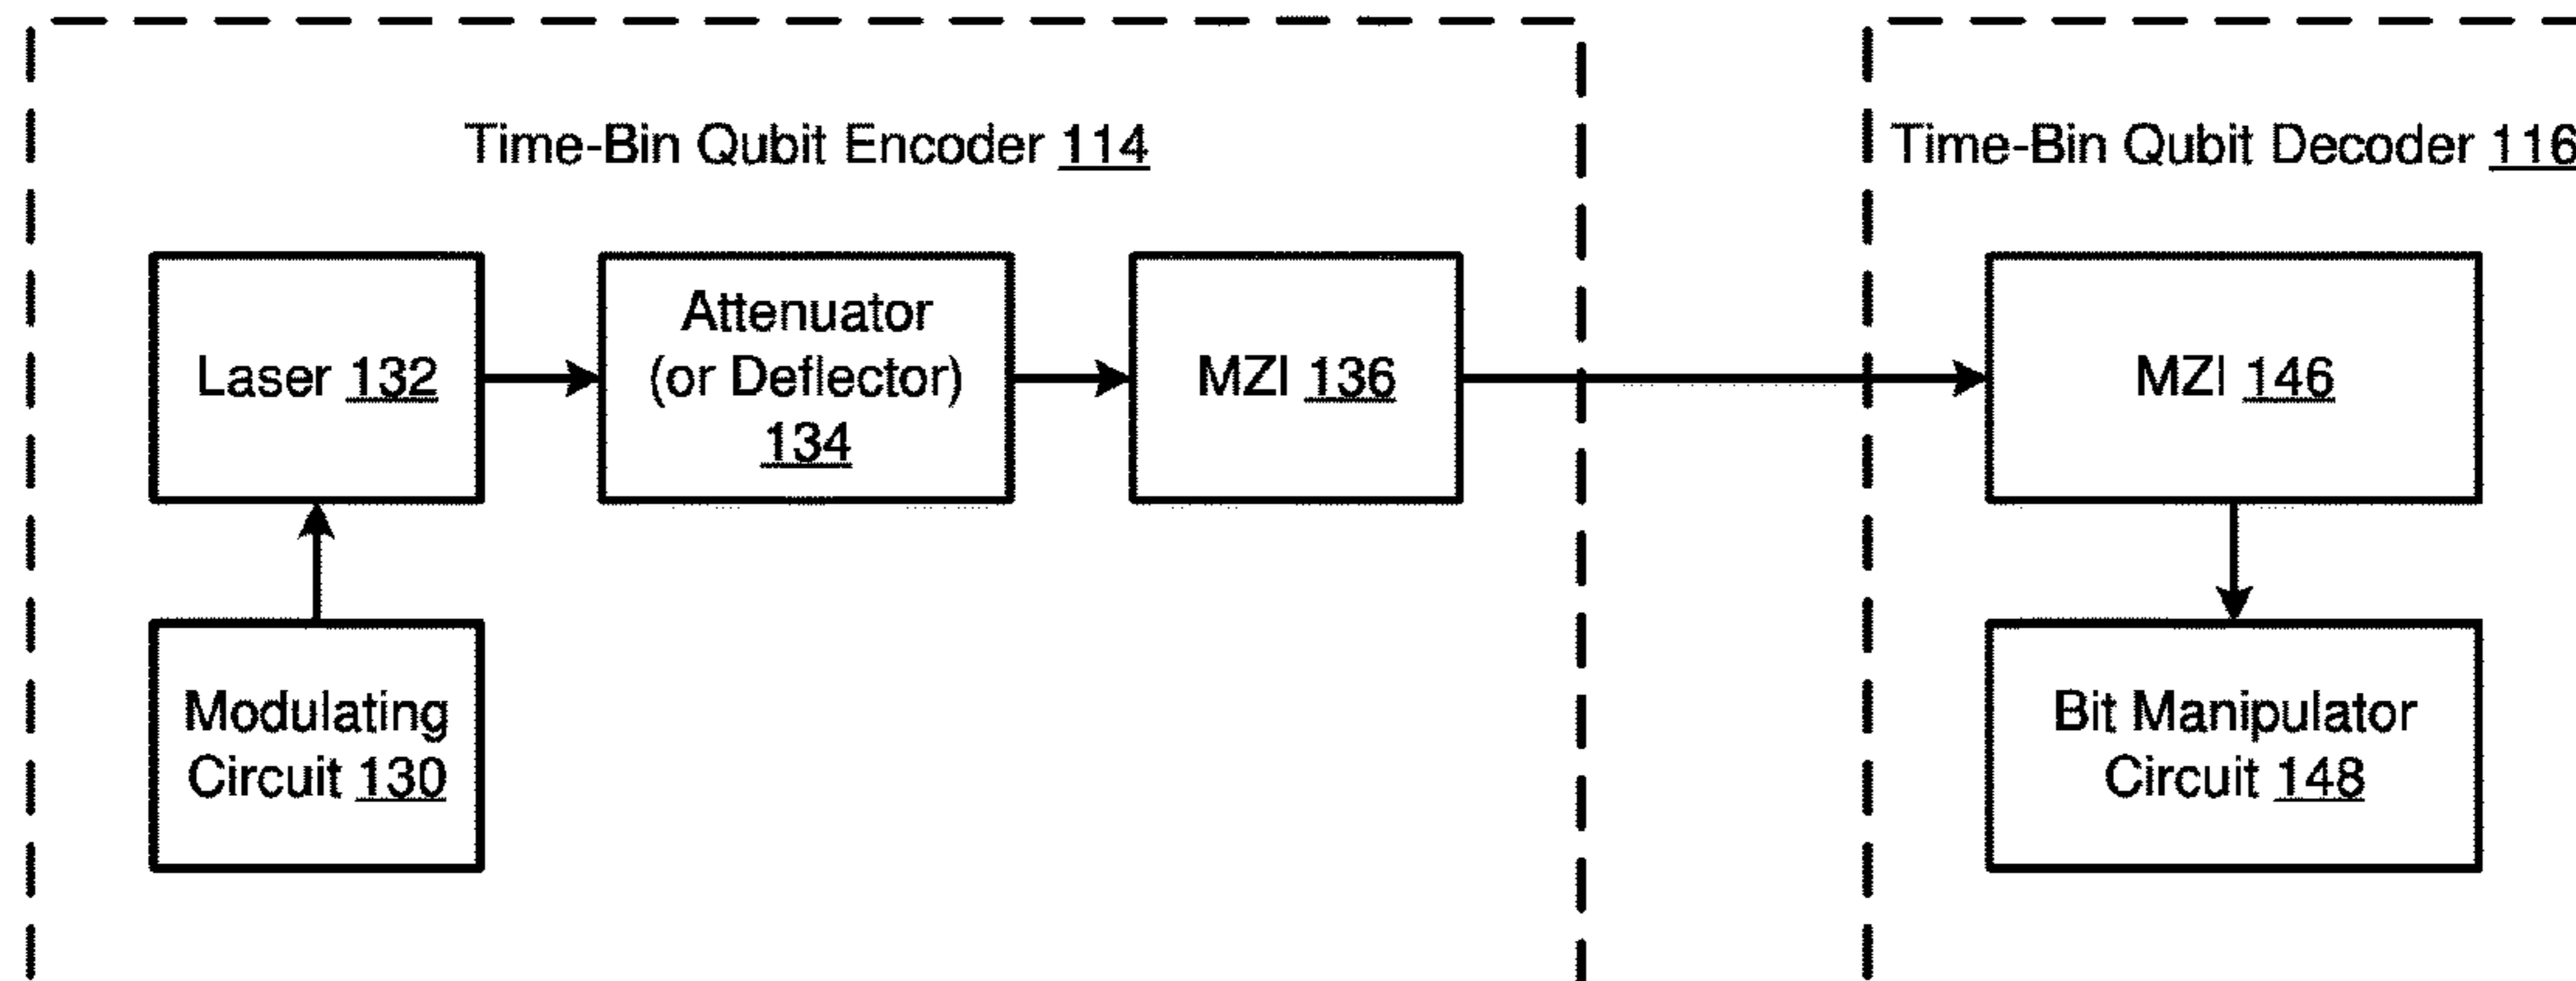 Time-Bin Qubit Encoder 114
Time-Bin Qubit Decoder 116
Laser 132
Attenuator
(or Deflector)
134
MZI 136
MZI 146
Modulating
Circuit 130
Bit Manipulator
Circuit 148